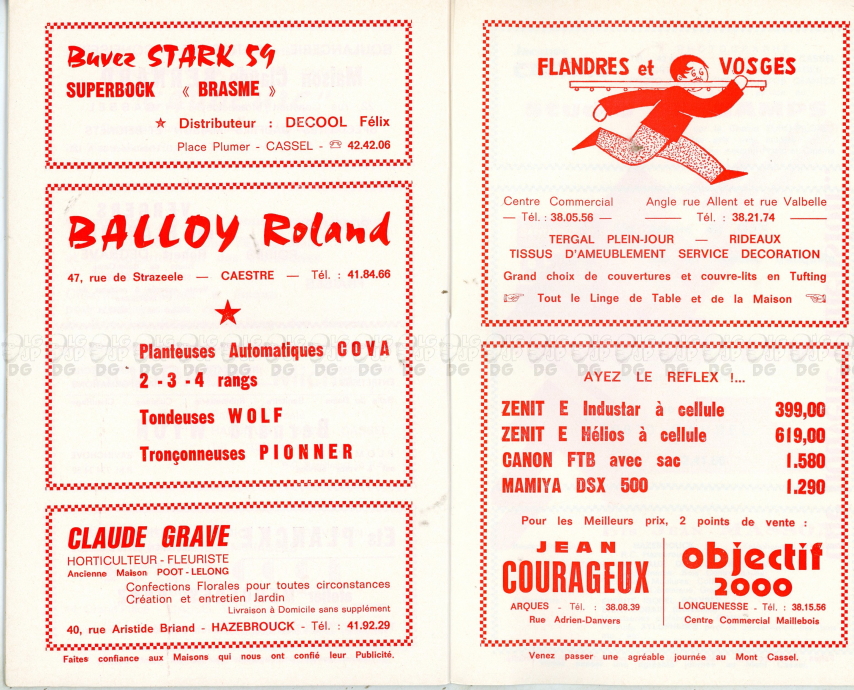 Buvez STARK 59
SUPERBOCK « BRASME »
★ Distributeur : DECOOL Félix
Place Plumer - CASSEL - ☏ 42.42.06
BALLOY Roland
47, rue de Strazeele — CAESTRE — Tél. : 41.84.66
★
Planteuses Automatiques COVA
2 - 3 - 4 rangs
Tondeuses WOLF
Tronçonneuses PIONNER
CLAUDE GRAVE
HORTICULTEUR - FLEURISTE
Ancienne Maison POOT-LELONG
Confections Florales pour toutes circonstances
Création et entretien Jardin
Livraison à Domicile sans supplément
40, rue Aristide Briand - HAZEBROUCK - Tél. : 41.92.29
Faites confiance aux Maisons qui nous ont confié leur Publicité.
FLANDRES et VOSGES
Centre Commercial Angle rue Allent et rue Valbelle
— Tél. : 38.05.56 — —— Tél. : 38.21.74 ——
TERGAL PLEIN-JOUR — RIDEAUX
TISSUS D'AMEUBLEMENT SERVICE DECORATION
Grand choix de couvertures et couvre-lits en Tufting
☞ Tout le Linge de Table et de la Maison ☜
AYEZ LE REFLEX !...
ZENIT E Industar à cellule 399,00
ZENIT E Hélios à cellule 619,00
CANON FTB avec sac 1.580
MAMIYA DSX 500 1.290
Pour les Meilleurs prix, 2 points de vente :
JEAN
COURAGEUX
ARQUES - Tél. : 38.08.39
Rue Adrien-Danvers
objectif
2000
LONGUENESSE - Tél. : 38.15.56
Centre Commercial Maillebois
Venez passer une agréable journée au Mont Cassel.